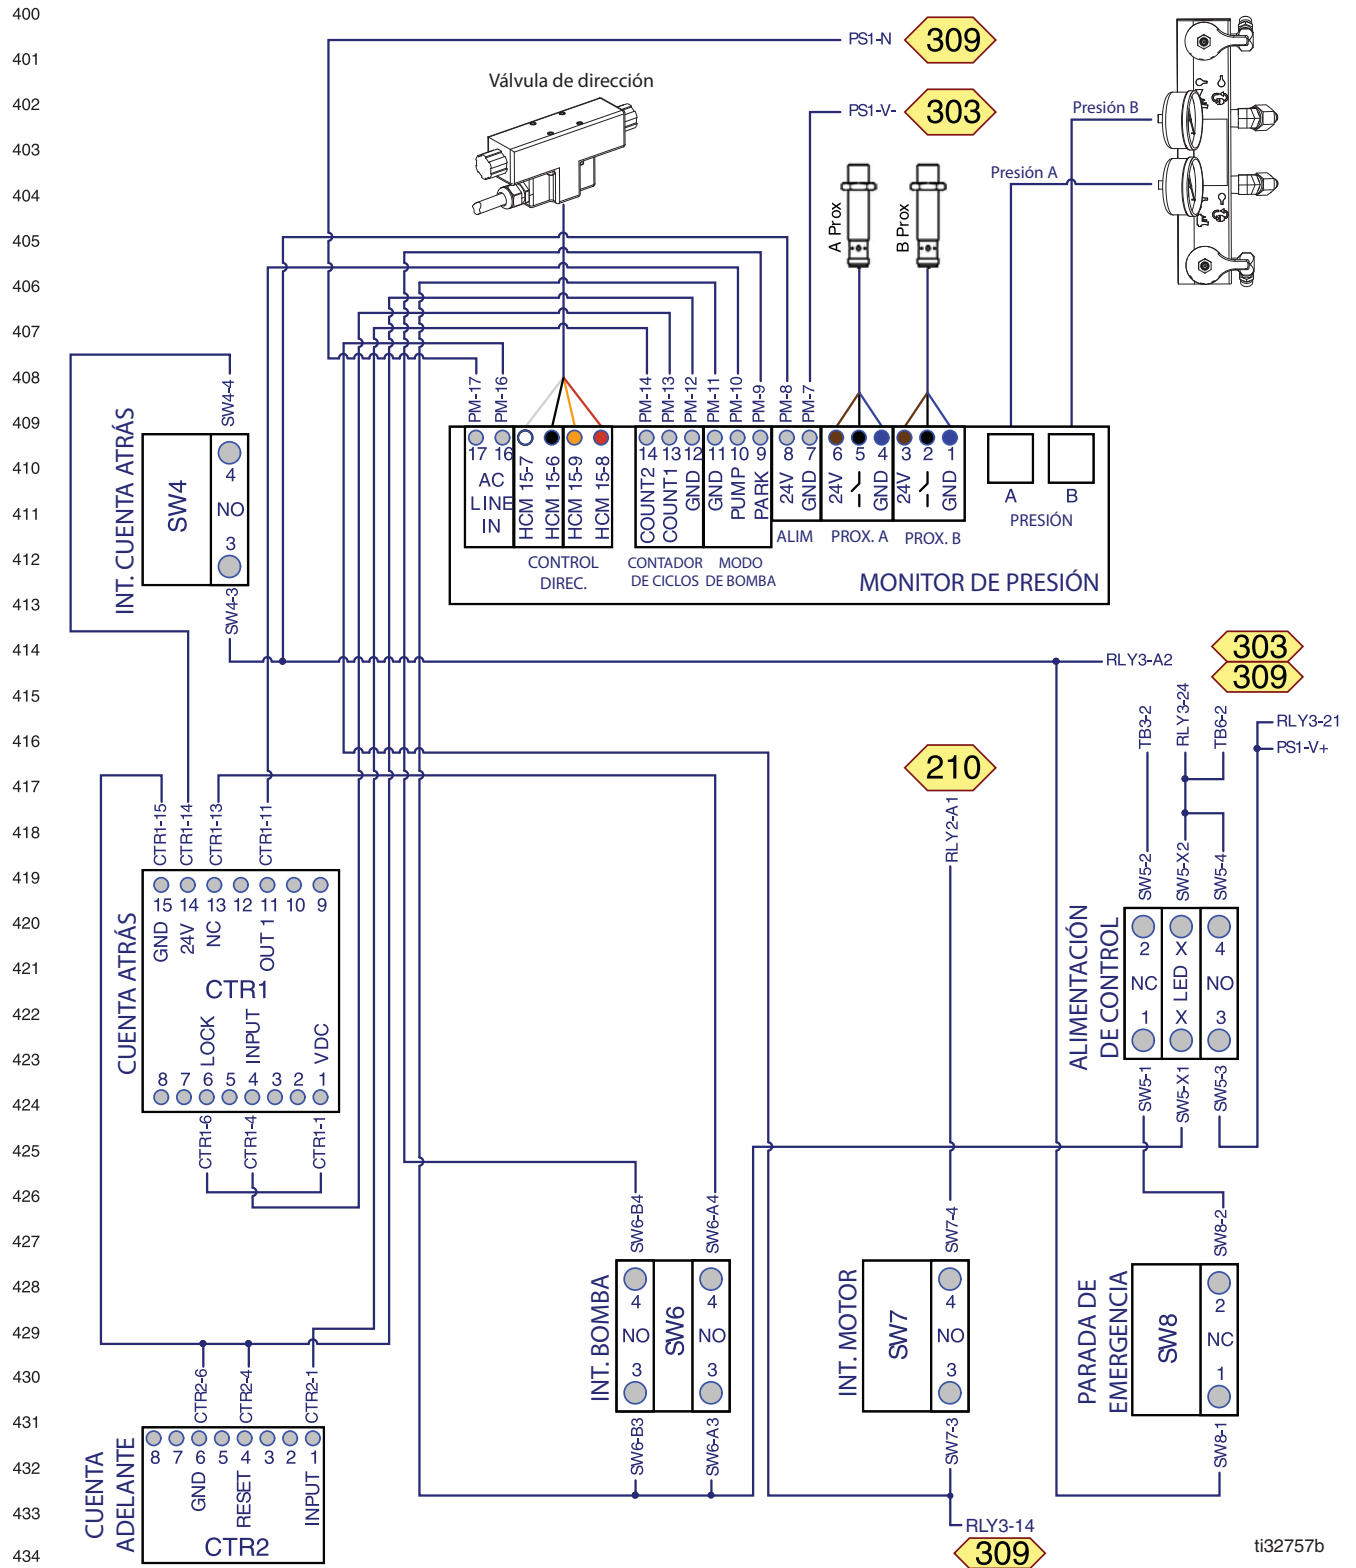 400
401
402
403
404
405
406
407
408
409
410
411
412
413
414
415
416
417
418
419
420
421
422
423
424
425
426
427
428
429
430
431
432
433
434
PS1-N 309
Válvula de dirección
PS1-V- 303
Presión B
Presión A
A Prox
B Prox
SW4-4
PM-17
PM-16
PM-14
PM-13
PM-12
PM-11
PM-10
PM-9
PM-8
PM-7
INT. CUENTA ATRÁS
SW4
4
NO
3
SW4-3
17 16
AC
LINE
IN
HCM 15-7
HCM 15-6
HCM 15-9
HCM 15-8
CONTROL
DIREC.
14 13 12
COUNT2
COUNT1
GND
CONTADOR
DE CICLOS
11 10 9
GND
PUMP
PARK
MODO
DE BOMBA
8 7
24V
GND
ALIM
6 5 4
24V
GND
PROX. A
3 2 1
24V
GND
PROX. B
A B
PRESIÓN
MONITOR DE PRESIÓN
RLY3-A2
303
309
TB3-2
RLY3-24
TB6-2
RLY3-21
PS1-V+
210
RLY2-A1
CTR1-15
CTR1-14
CTR1-13
CTR1-11
CUENTA ATRÁS
15 14 13 12 11 10 9
GND
24V
NC
OUT 1
CTR1
LOCK
INPUT
VDC
8 7 6 5 4 3 2 1
CTR1-6
CTR1-4
CTR1-1
SW5-2
SW5-X2
SW5-4
ALIMENTACIÓN
DE CONTROL
2 X 4
NC LED NO
1 X 3
SW5-1
SW5-X1
SW5-3
SW6-B4
SW6-A4
INT. BOMBA
4
NO
3
SW6
4
NO
3
SW6-B3
SW6-A3
SW7-4
INT. MOTOR
SW7
4
NO
3
SW7-3
SW8-2
PARADA DE
EMERGENCIA
SW8
2
NC
1
SW8-1
CTR2-6
CTR2-4
CTR2-1
CUENTA
ADELANTE
8 7 6 5 4 3 2 1
GND
RESET
INPUT
CTR2
RLY3-14
309
ti32757b